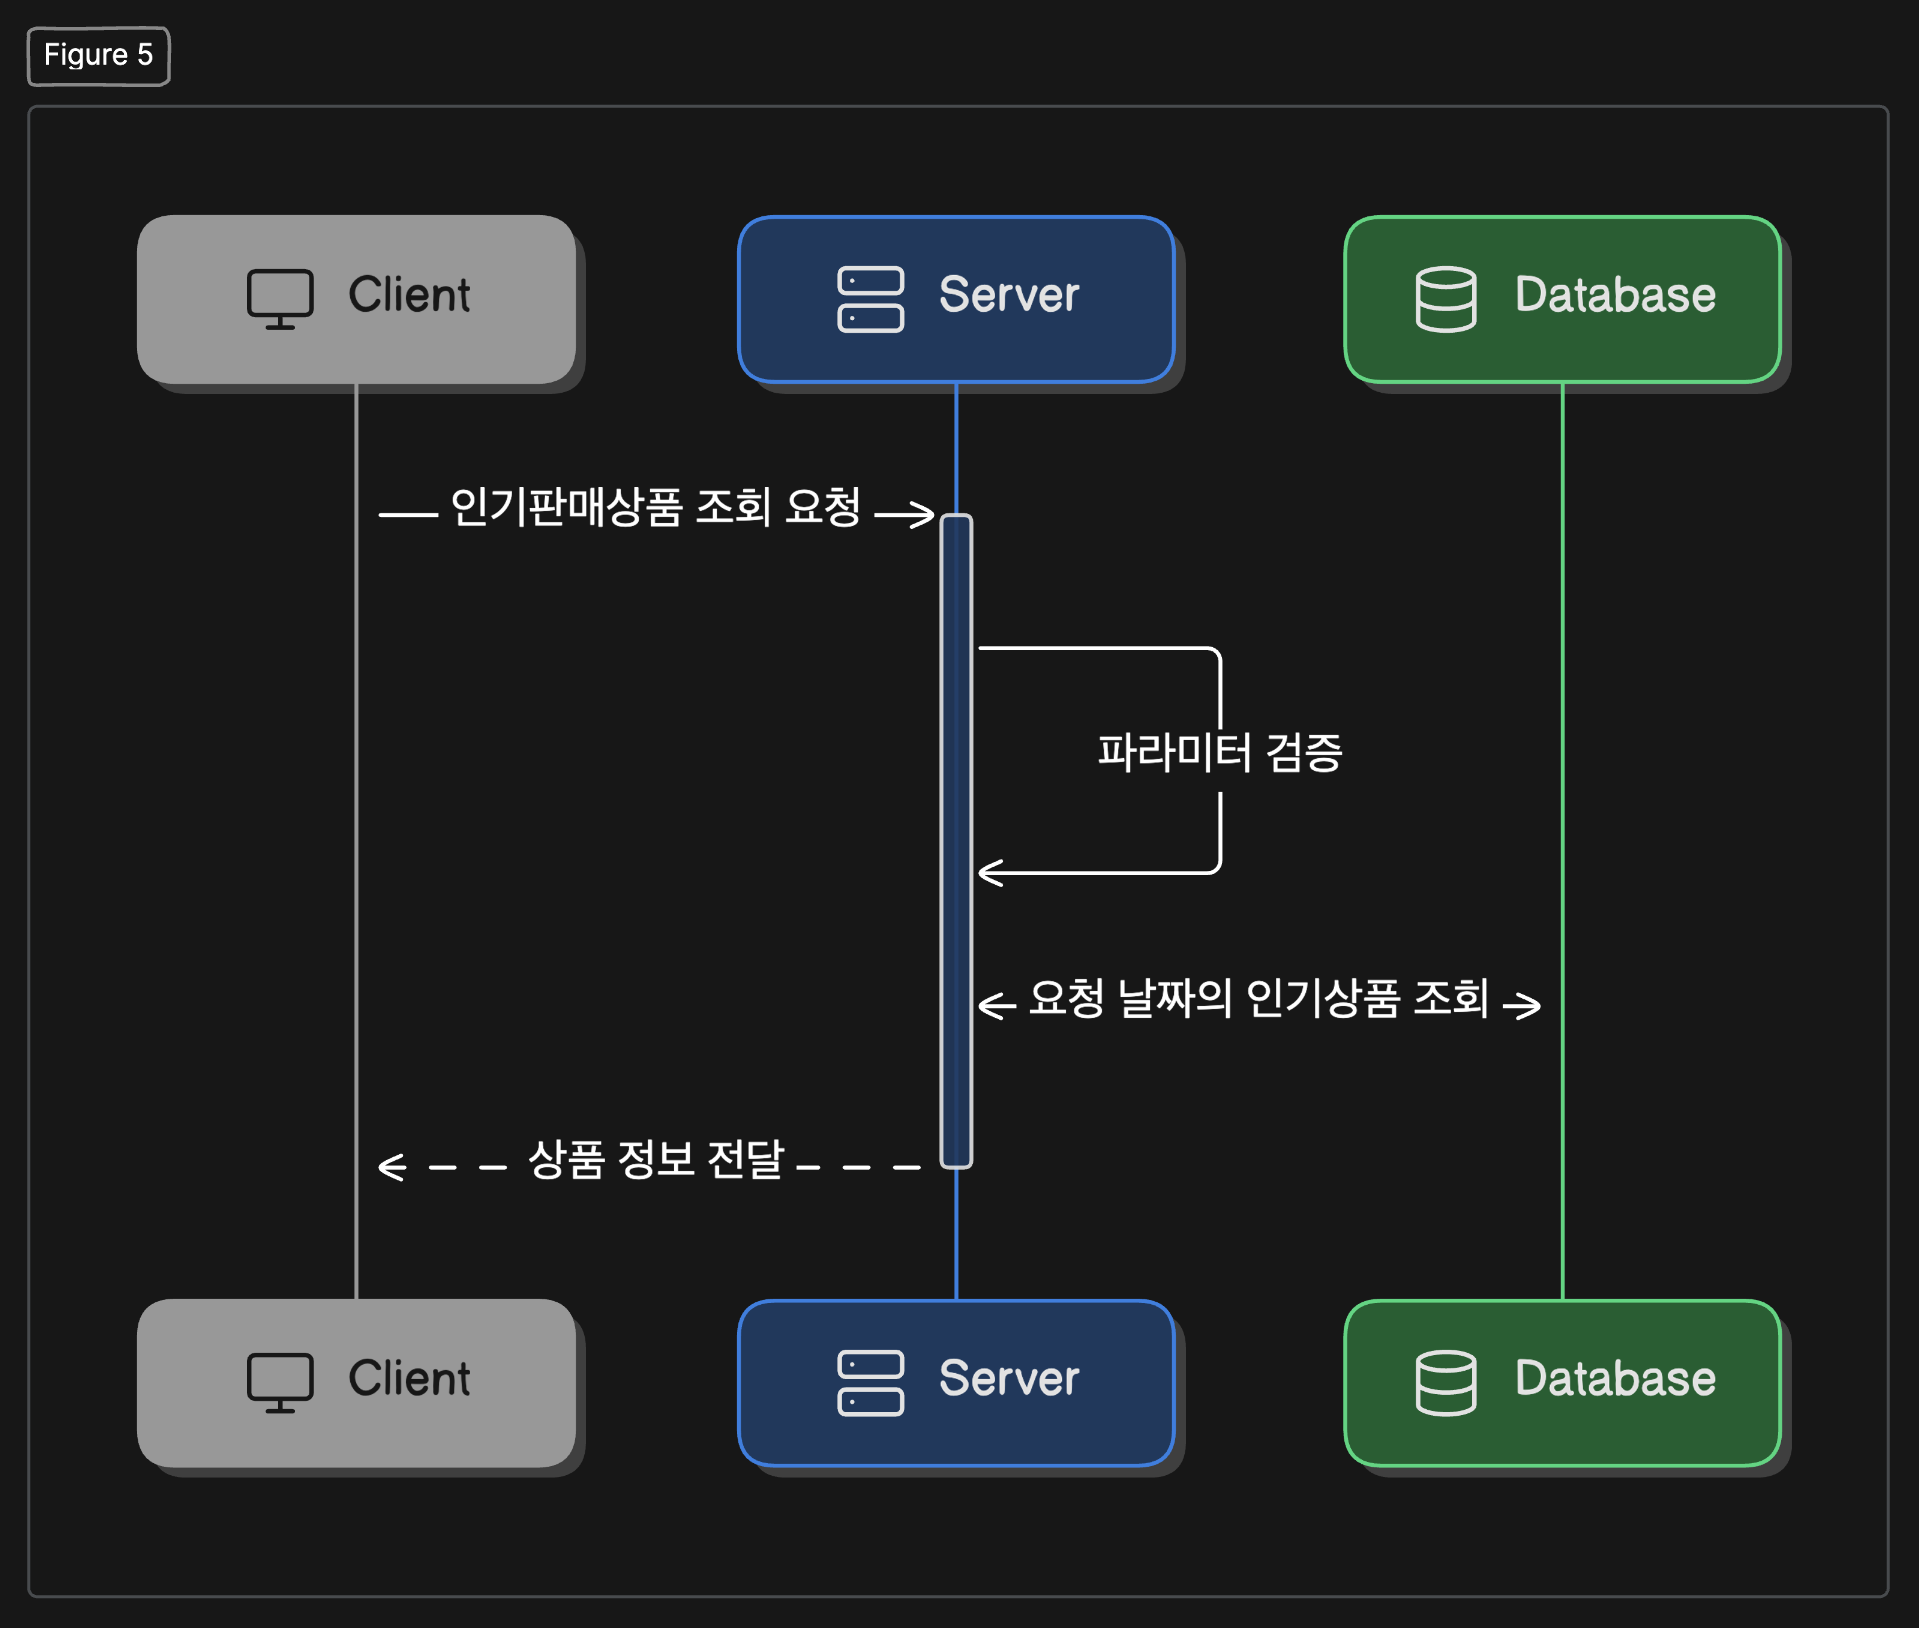 Figure 5
Client
Server
Database
인기판매상품 조회 요청
파라미터 검증
요청 날짜의 인기상품 조회
상품 정보 전달
Client
Server
Database